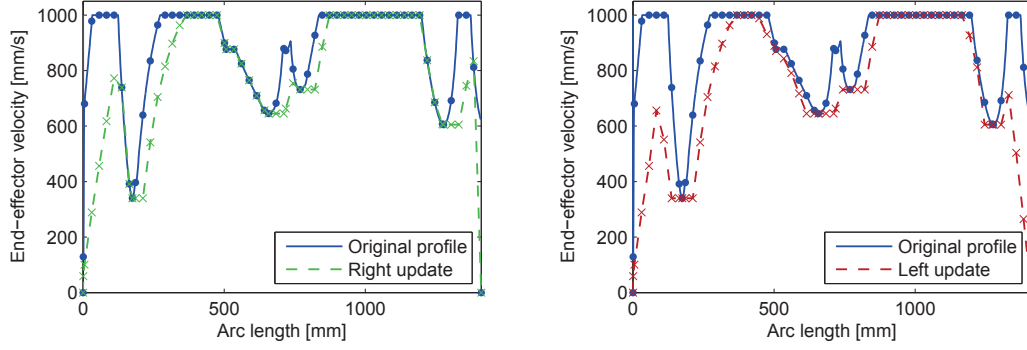 1000
800
600
400
200
0
End−effector velocity [mm/s]
0
500
1000
Arc length [mm]
Original profile
Right update
1000
800
600
400
200
0
End−effector velocity [mm/s]
0
500
1000
Arc length [mm]
Original profile
Left update